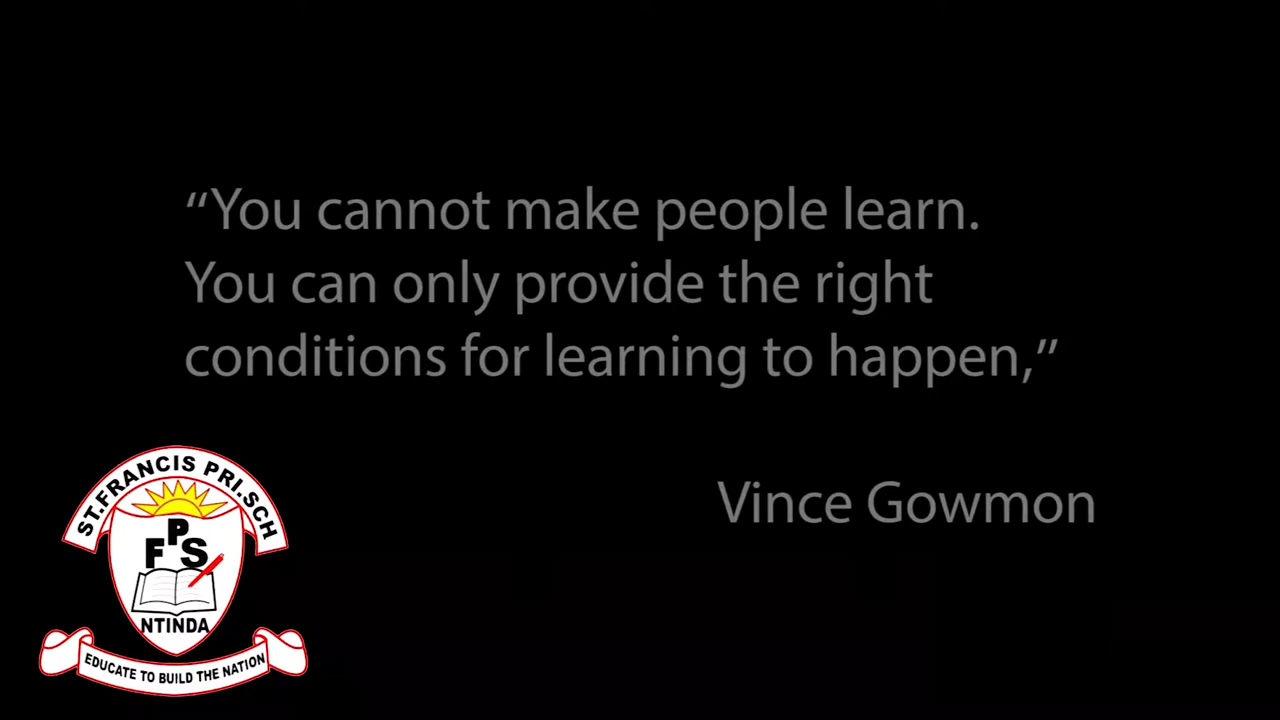 “You cannot make people learn.
You can only provide the right
conditions for learning to happen,”
Vince Gowmon
ST.FRANCIS PRI.SCH
P
F S
NTINDA
EDUCATE TO BUILD THE NATION